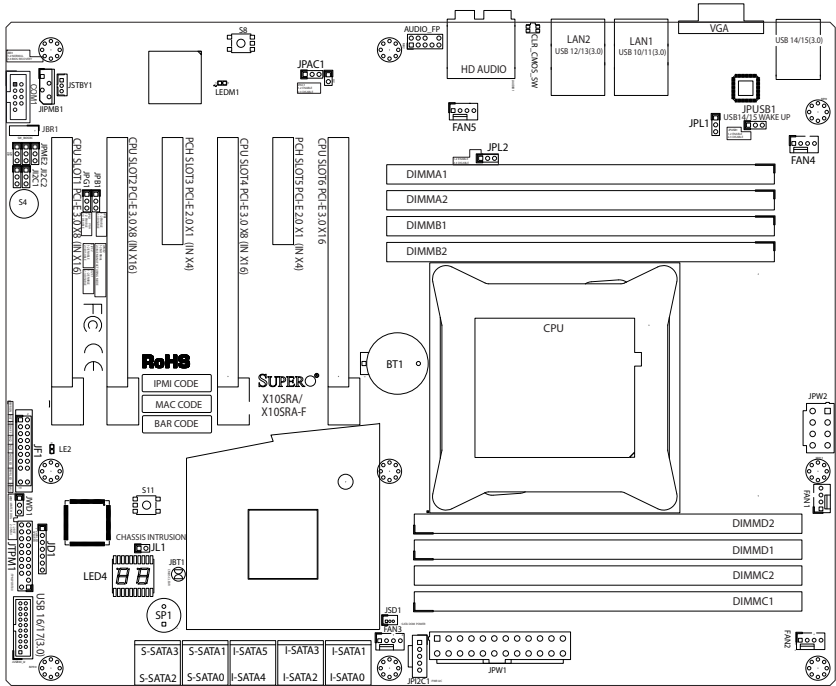 S8
AUDIO_FP
HD AUDIO
CLR_CMOS_SW
LAN2
USB 12/13(3.0)
LAN1
USB 10/11(3.0)
VGA
USB 14/15(3.0)
COM1
JPMB1
JSTBY1
LEDM1
JPAC1
FAN5
JPL1
JPUSB1
USB14/15 WAKE UP
FAN4
JBR1
JPME2
JI2C1
JI2C2
S4
JPG1
JPB1
JPL2
CPU SLOT1 PCI-E 3.0 X8 (IN X16)
CPU SLOT2 PCI-E 3.0 X8 (IN X16)
PCH SLOT3 PCI-E 2.0 X1 (IN X4)
CPU SLOT4 PCI-E 3.0 X8 (IN X16)
PCH SLOT5 PCI-E 2.0 X1 (IN X4)
CPU SLOT6 PCI-E 3.0 X16
DIMMA1
DIMMA2
DIMMB1
DIMMB2
FC CE
RoHS
IPMI CODE
MAC CODE
BAR CODE
SUPERO
X10SRA/
X10SRA-F
BT1
CPU
JPW2
JF1
LE2
FAN1
JWD1
S11
JTPM1
JD1
CHASSIS INTRUSION
JL1
JBT1
LED4
SP1
DIMMD2
DIMMD1
DIMMC2
DIMMC1
USB 16/17(3.0)
JSD1
FAN3
FAN2
S-SATA3
S-SATA1
I-SATA5
I-SATA3
I-SATA1
S-SATA2
S-SATA0
I-SATA4
I-SATA2
I-SATA0
JPI2C1
JPW1